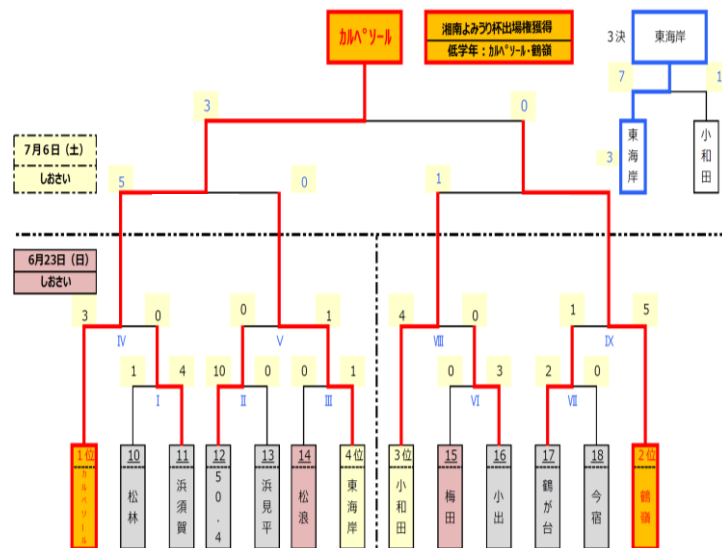 カルペソール
湘南よみうり杯出場権獲得
低学年：カルペソール・鶴嶺
3決
東海岸
7
1
3
0
7月6日（土）
しおさい
3
東海岸
小和田
5
0
1
6月23日（日）
しおさい
3
0
0
1
4
0
1
5
Ⅳ
Ⅴ
Ⅷ
Ⅸ
1
4
10
0
0
1
0
3
2
0
Ⅰ
Ⅱ
Ⅲ
Ⅵ
Ⅶ
1位
カルペソール
10
松林
11
浜須賀
12
50.4
13
浜見平
14
松浪
4位
東海岸
3位
小和田
15
梅田
16
小出
17
鶴が台
18
今宿
2位
鶴嶺